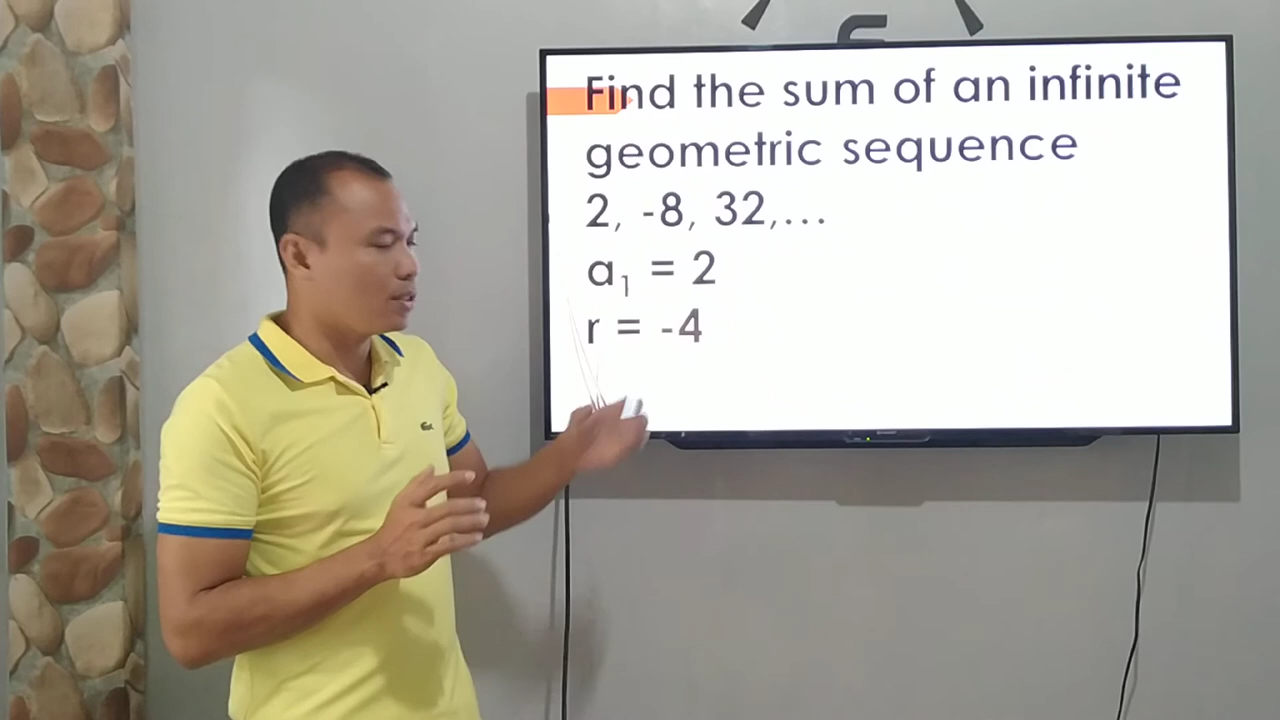 Find the sum of an infinite
geometric sequence
2, -8, 32,...
a₁ = 2
r = -4